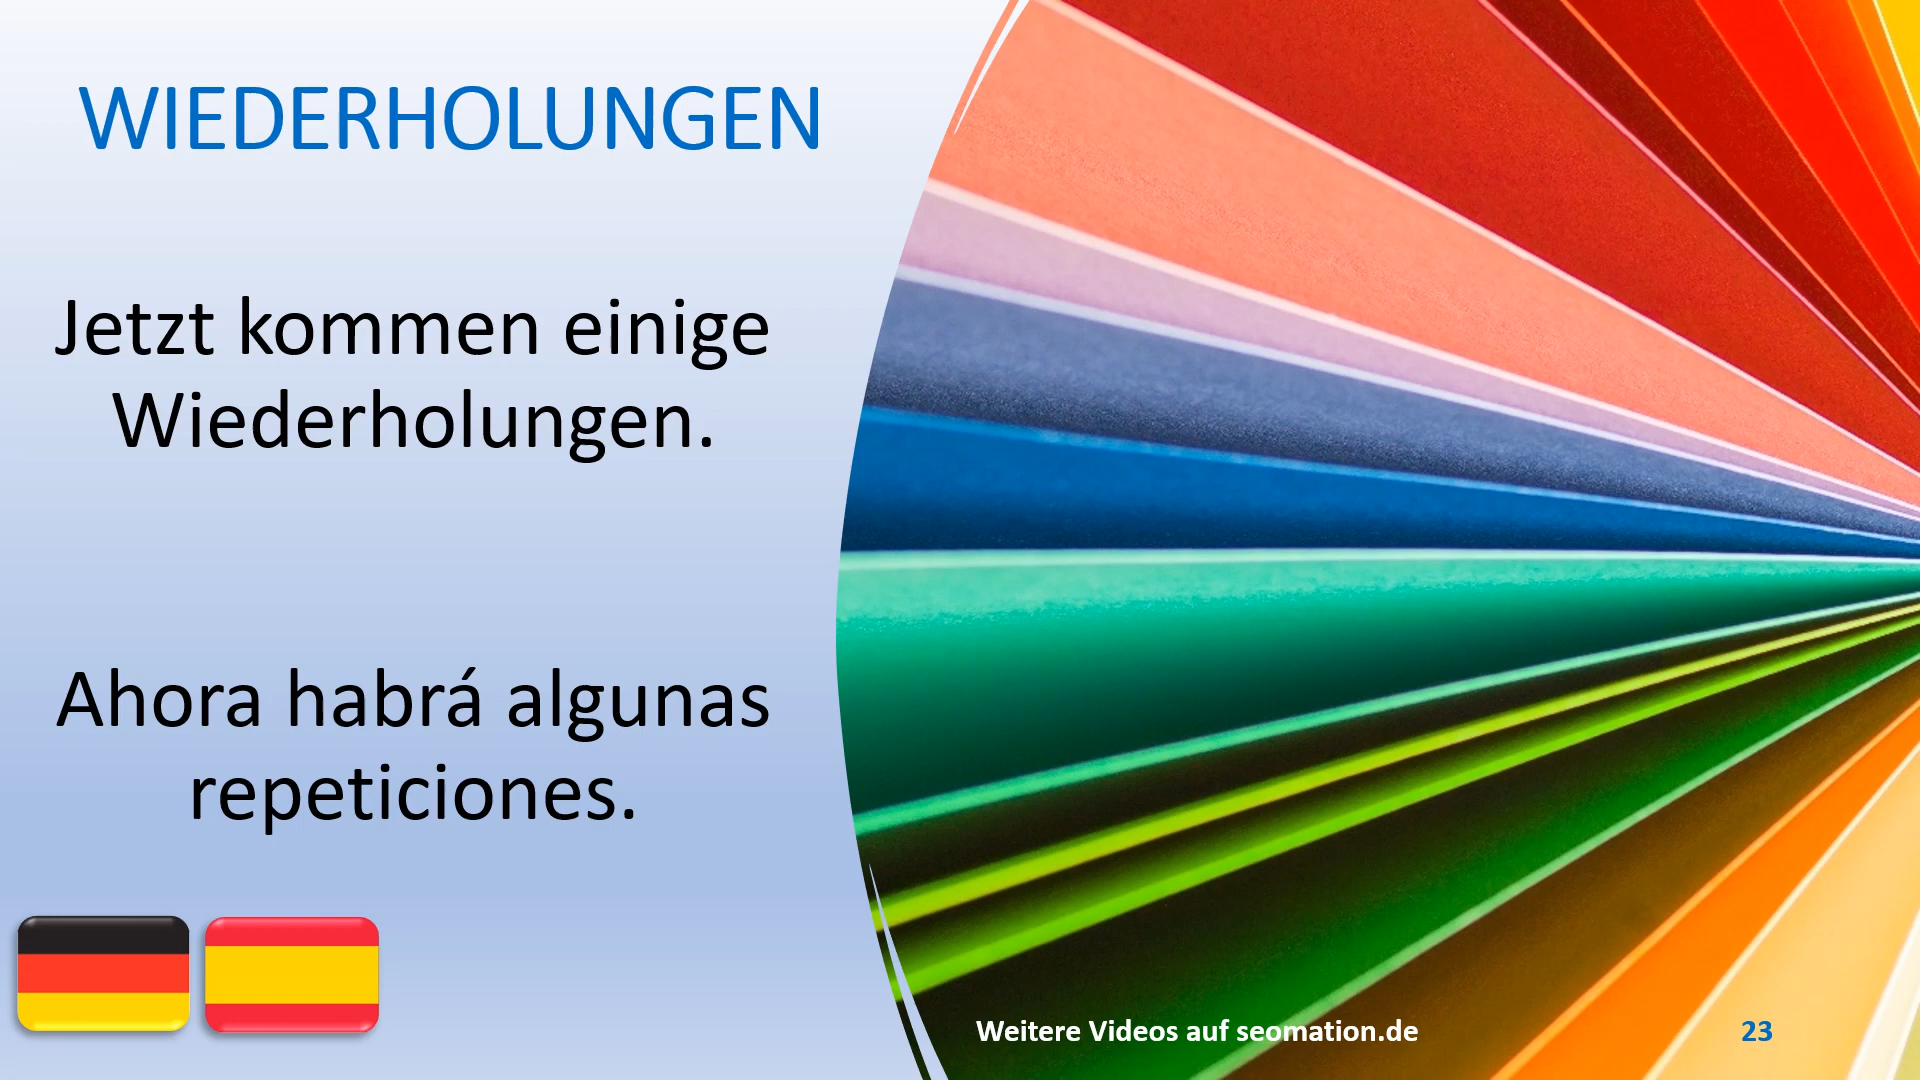 WIEDERHOLUNGEN
Jetzt kommen einige
Wiederholungen.
Ahora habrá algunas
repeticiones.
Weitere Videos auf seomation.de
23